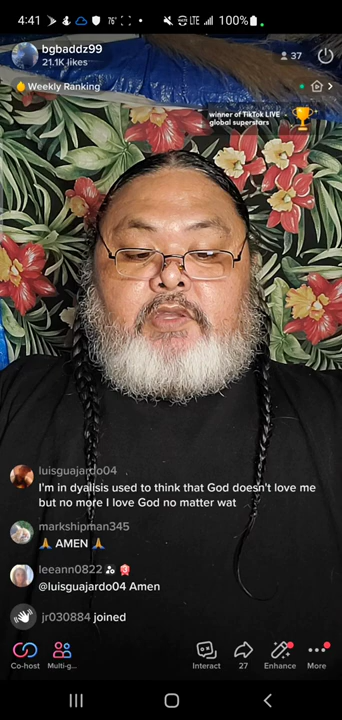 4:41
76°
LTE
100%
bgbaddz99
21.1K likes
37
Weekly Ranking
winner of TikTok LIVE
global superstars
luisguajardo04
I'm in dyalisis used to think that God doesn't love me
but no more I love God no matter wat
markshipman345
🙏 AMEN 🙏
leeann0822
@luisguajardo04 Amen
jr030884 joined
Co-host
Multi-g...
Interact
27
Enhance
More